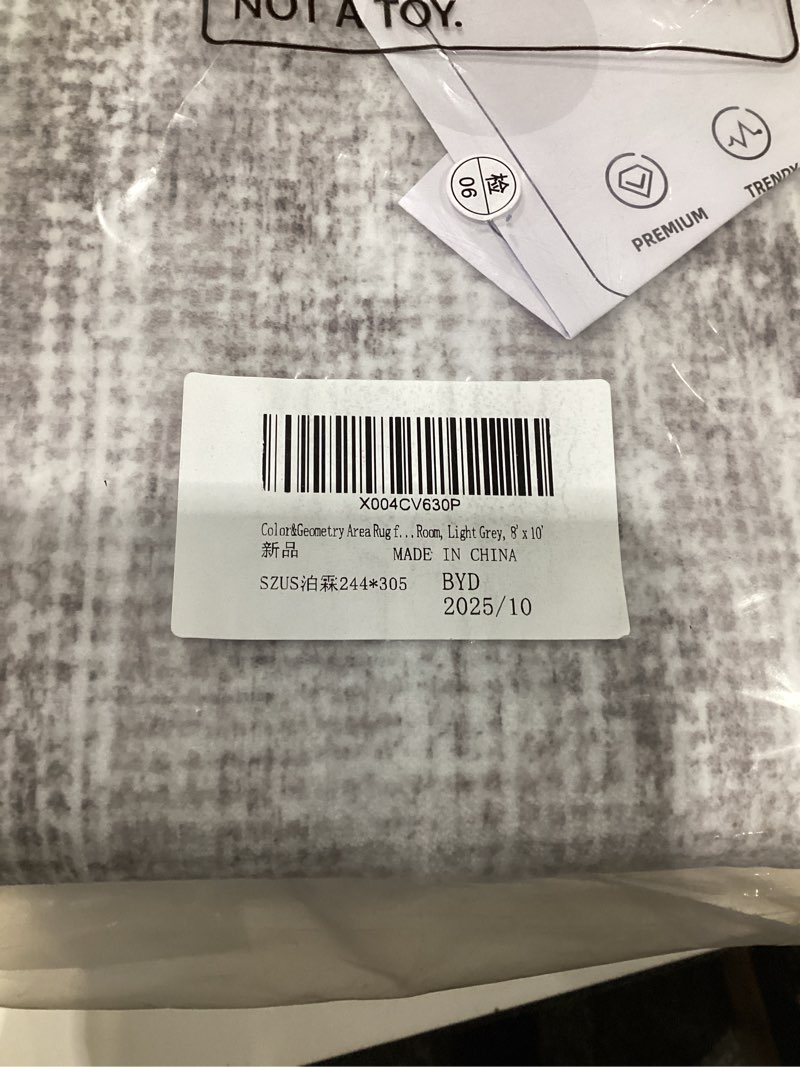 NOT A TOY.
PREMIUM
TRENDY
检
06
X004CV630P
Color&Geometry Area Rug f... Room, Light Grey, 8' x 10'
新品 MADE IN CHINA
SZUS泊霖244*305 BYD
2025/10